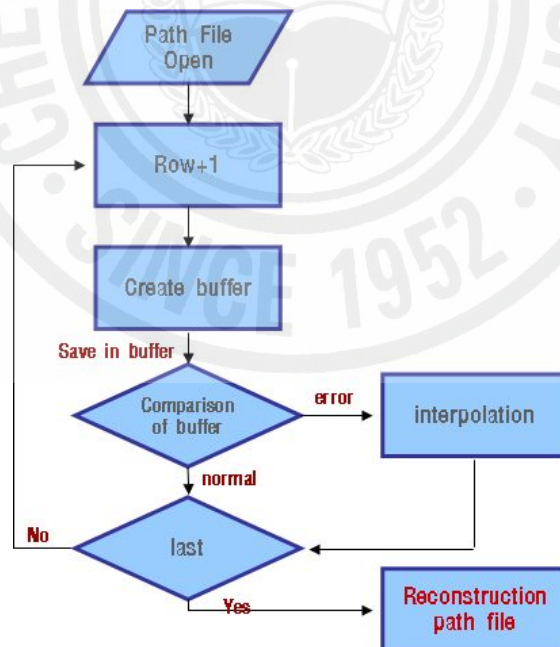 Path File
Open
Row+1
Create buffer
Save in buffer
Comparison
of buffer
error
interpolation
normal
last
No
Yes
Reconstruction
path file
SINCE 1952